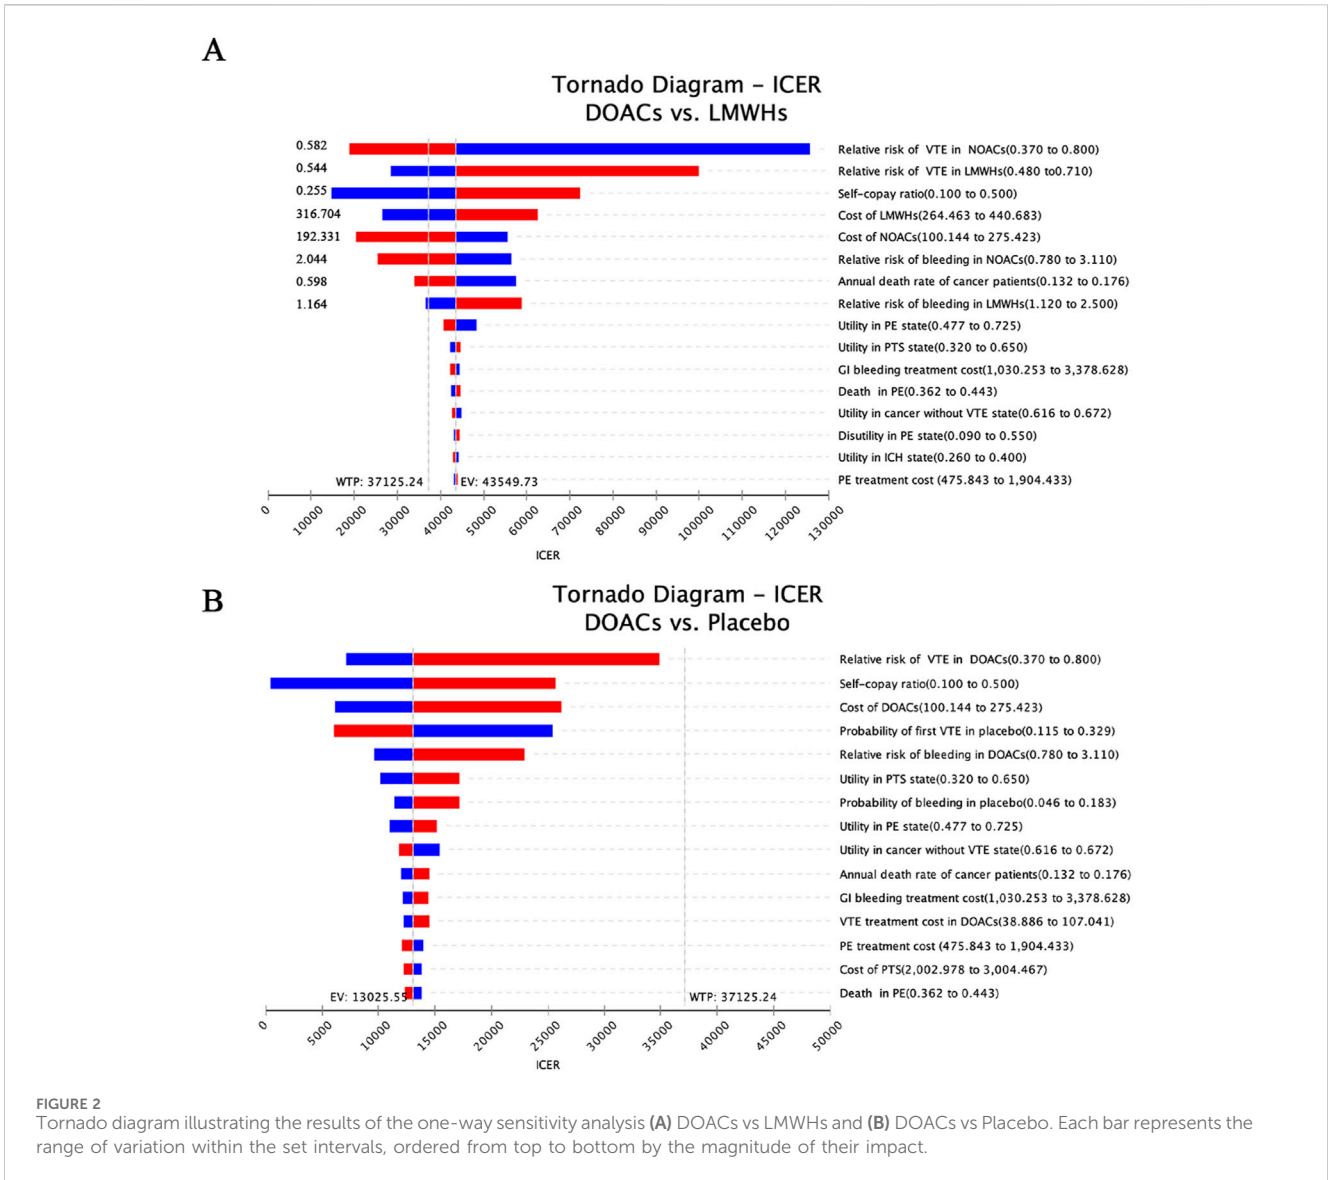 A
Tornado Diagram – ICER
DOACs vs. LMWHs
0.582
Relative risk of  VTE in  NOACs(0.370 to 0.800)
0.544
Relative risk of  VTE in LMWHs(0.480 to0.710)
0.255
Self-copay ratio(0.100 to 0.500)
316.704
Cost of LMWHs(264.463 to 440.683)
192.331
Cost of NOACs(100.144 to 275.423)
2.044
Relative risk of bleeding in NOACs(0.780 to 3.110)
0.598
Annual death rate of cancer patients(0.132 to 0.176)
1.164
Relative risk of bleeding in LMWHs(1.120 to 2.500)
Utility in PE state(0.477 to 0.725)
Utility in PTS state(0.320 to 0.650)
GI bleeding treatment cost(1,030.253 to 3,378.628)
Death  in PE(0.362 to 0.443)
Utility in cancer without VTE state(0.616 to 0.672)
Disutility in PE state(0.090 to 0.550)
Utility in ICH state(0.260 to 0.400)
PE treatment cost (475.843 to 1,904.433)
WTP: 37125.24
EV: 43549.73
0
10000
20000
30000
40000
50000
60000
70000
80000
90000
100000
110000
120000
130000
ICER
B
Tornado Diagram – ICER
DOACs vs. Placebo
Relative risk of  VTE in  DOACs(0.370 to 0.800)
Self-copay ratio(0.100 to 0.500)
Cost of DOACs(100.144 to 275.423)
Probability of first VTE in placebo(0.115 to 0.329)
Relative risk of bleeding in DOACs(0.780 to 3.110)
Utility in PTS state(0.320 to 0.650)
Probability of bleeding in placebo(0.046 to 0.183)
Utility in PE state(0.477 to 0.725)
Utility in cancer without VTE state(0.616 to 0.672)
Annual death rate of cancer patients(0.132 to 0.176)
GI bleeding treatment cost(1,030.253 to 3,378.628)
VTE treatment cost in DOACs(38.886 to 107.041)
PE treatment cost (475.843 to 1,904.433)
Cost of PTS(2,002.978 to 3,004.467)
Death  in PE(0.362 to 0.443)
EV: 13025.55
WTP: 37125.24
0
5000
10000
15000
20000
25000
30000
35000
40000
45000
50000
ICER
FIGURE 2
Tornado diagram illustrating the results of the one-way sensitivity analysis (A) DOACs vs LMWHs and (B) DOACs vs Placebo. Each bar represents the
range of variation within the set intervals, ordered from top to bottom by the magnitude of their impact.